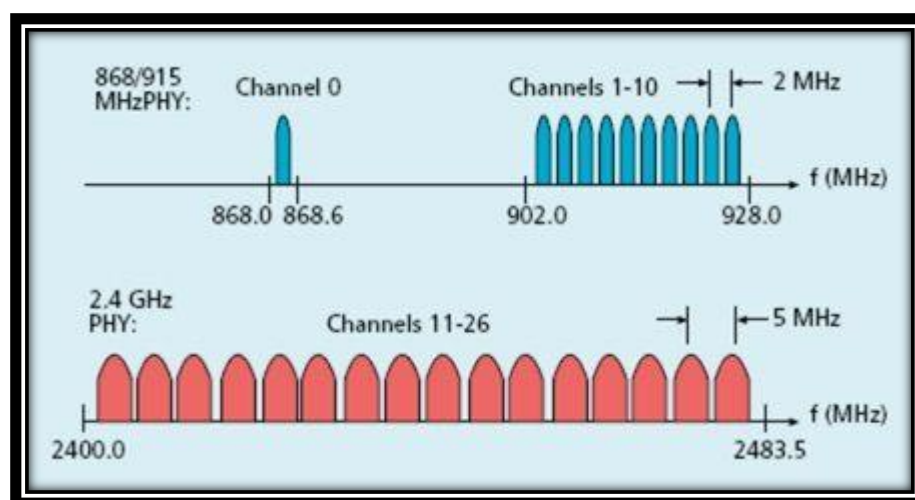 868/915
MHzPHY:
Channel 0
Channels 1-10
2 MHz
f (MHz)
868.0 868.6
902.0
928.0
2.4 GHz
PHY:
Channels 11-26
5 MHz
f (MHz)
2400.0
2483.5